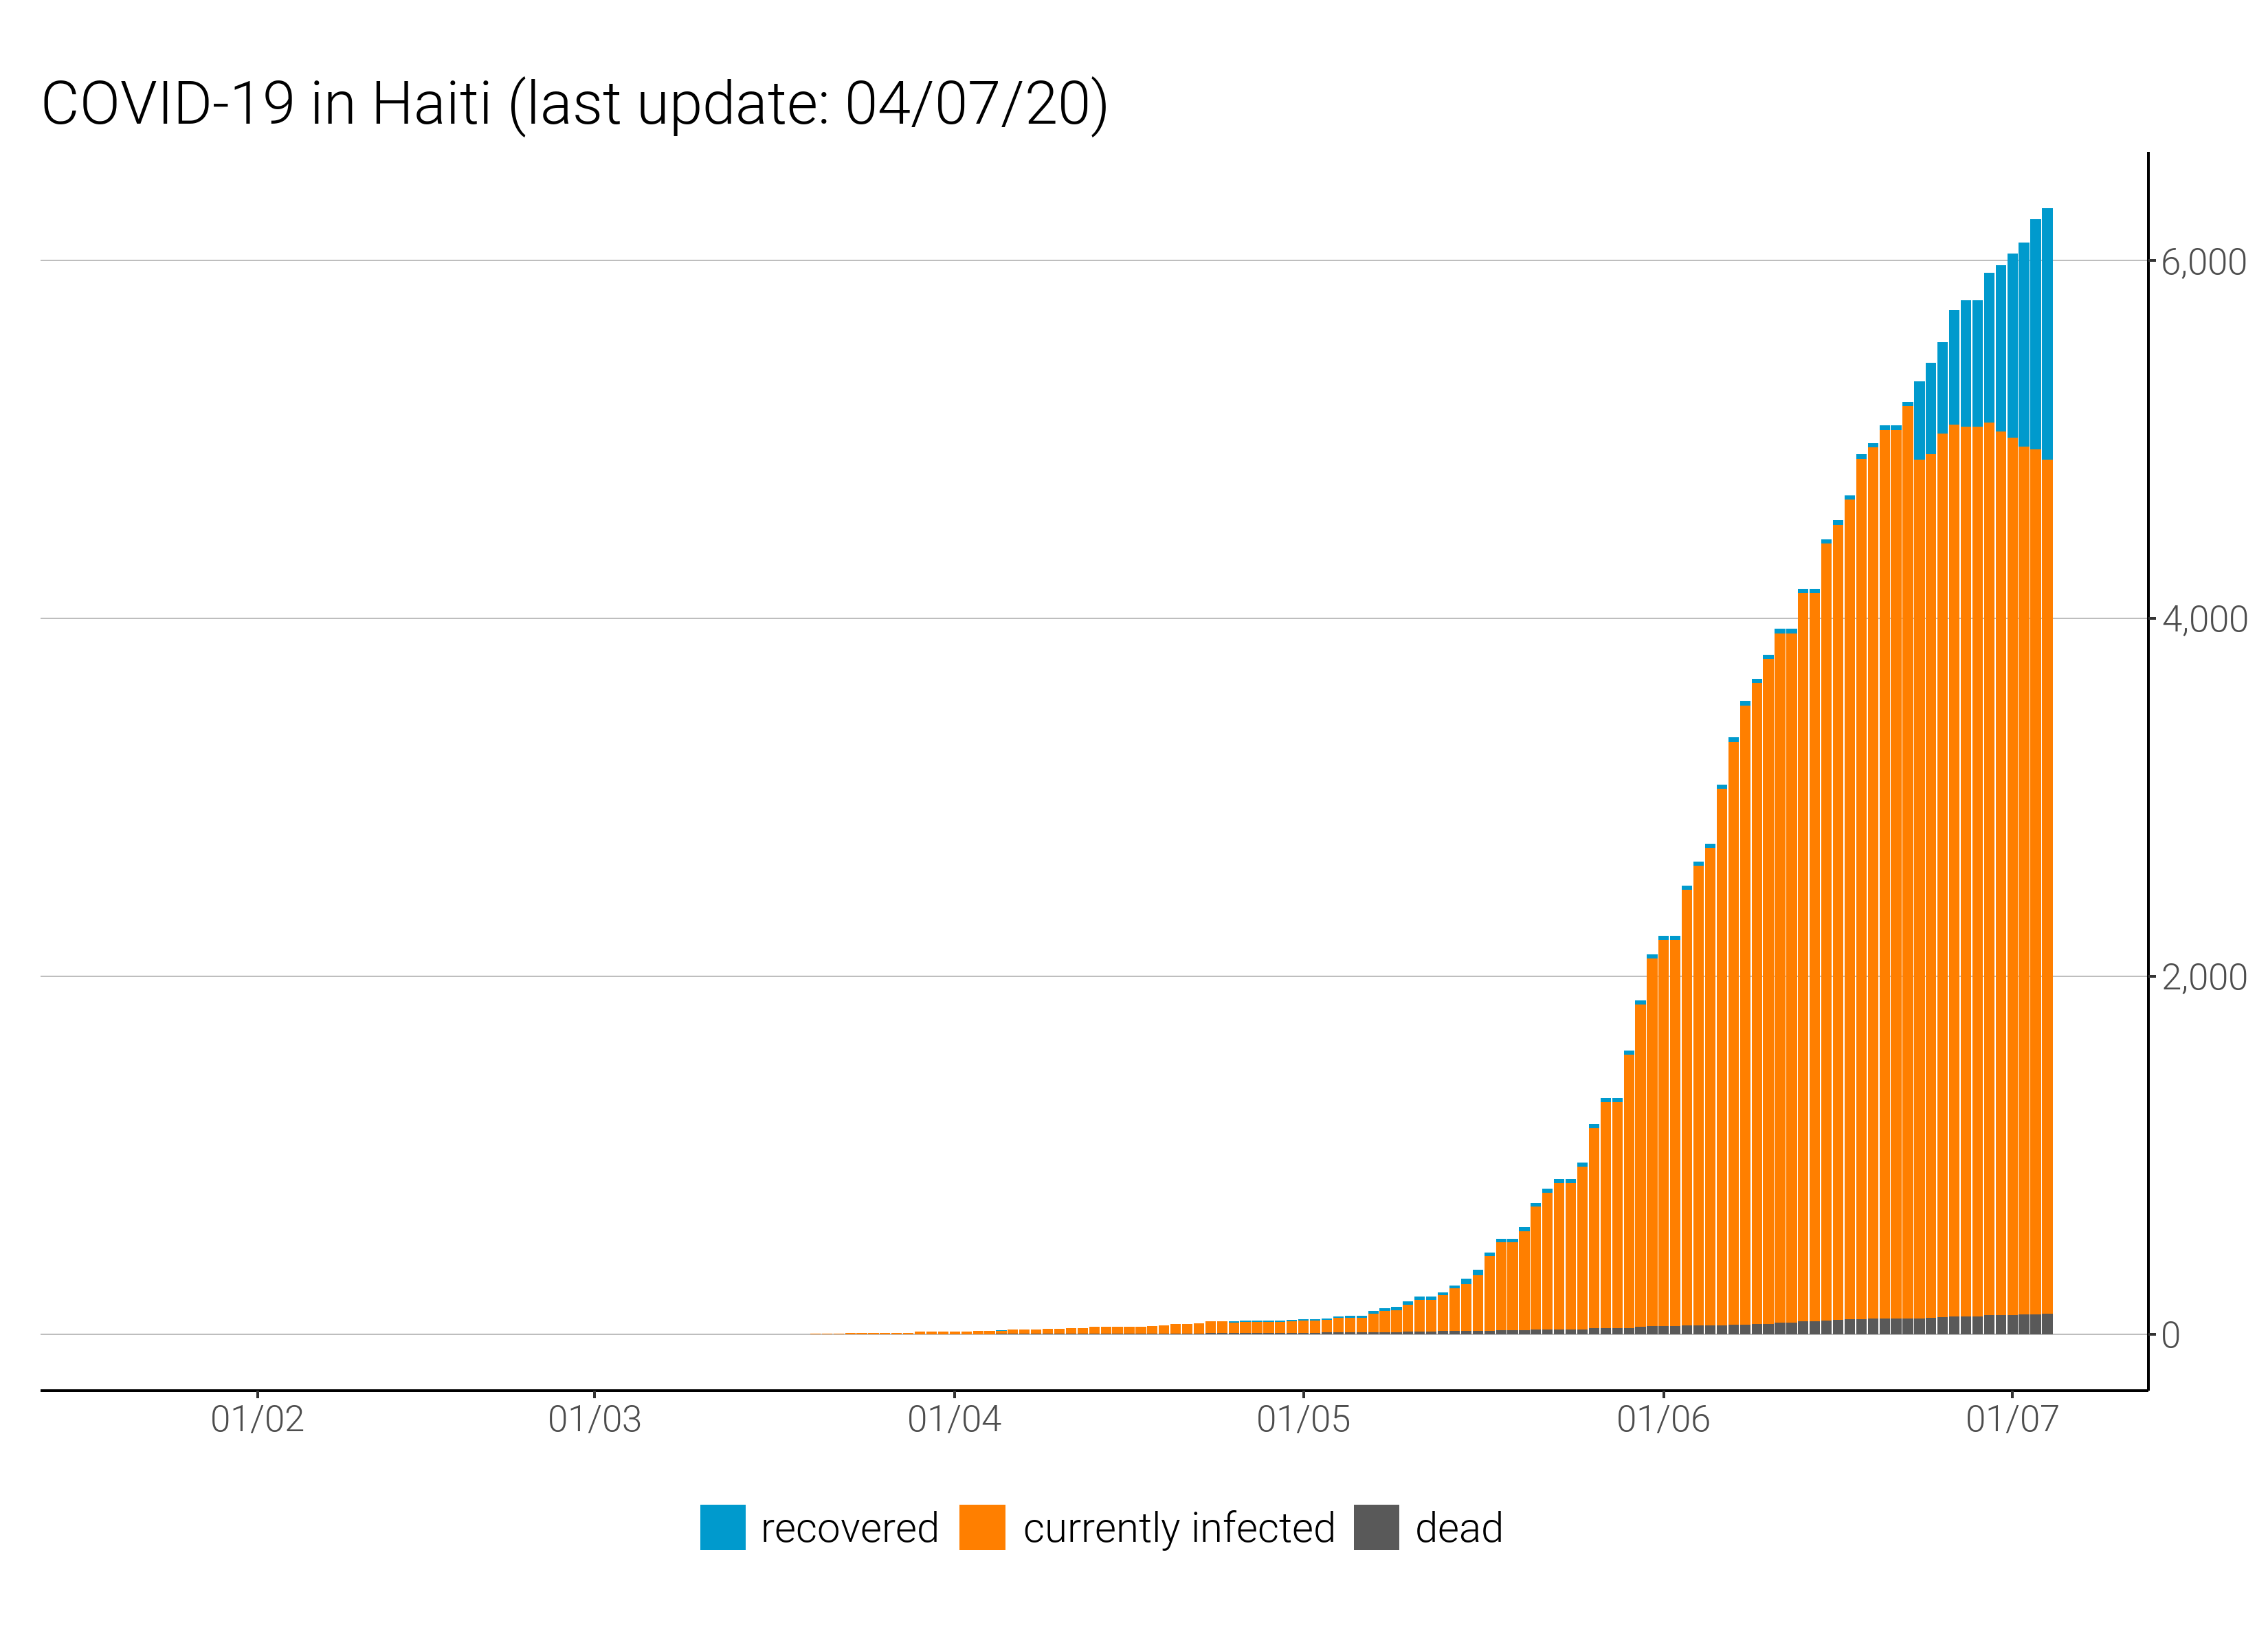 COVID-19 in Haiti (last update: 04/07/20)
6,000
4,000
2,000
0
01/02 01/03 01/04 01/05 01/06 01/07
recovered currently infected dead